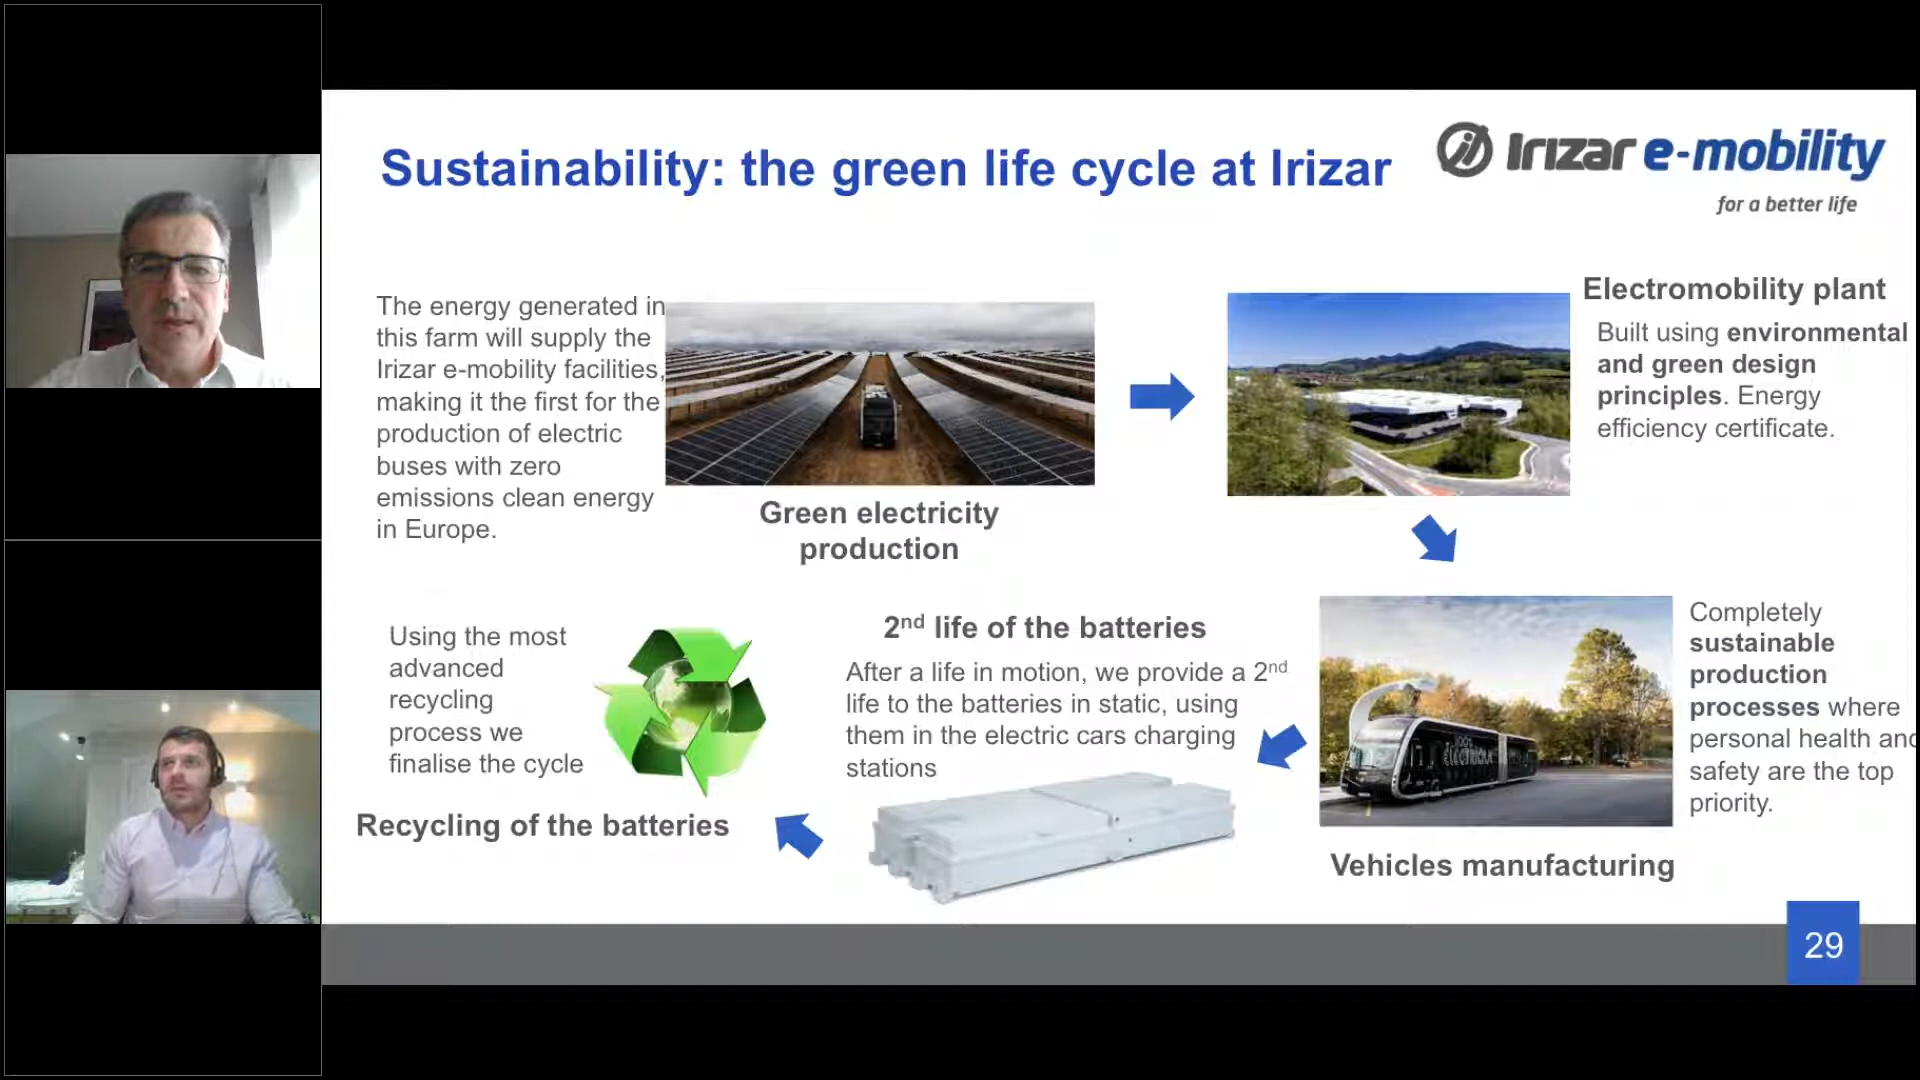 Sustainability: the green life cycle at Irizar
Irizar e-mobility
for a better life
The energy generated in
this farm will supply the
Irizar e-mobility facilities,
making it the first for the
production of electric
buses with zero
emissions clean energy
in Europe.
Green electricity
production
Electromobility plant
Built using environmental
and green design
principles. Energy
efficiency certificate.
Completely
sustainable
production
processes where
personal health and
safety are the top
priority.
Vehicles manufacturing
2nd life of the batteries
After a life in motion, we provide a 2nd
life to the batteries in static, using
them in the electric cars charging
stations
Using the most
advanced
recycling
process we
finalise the cycle
Recycling of the batteries
29